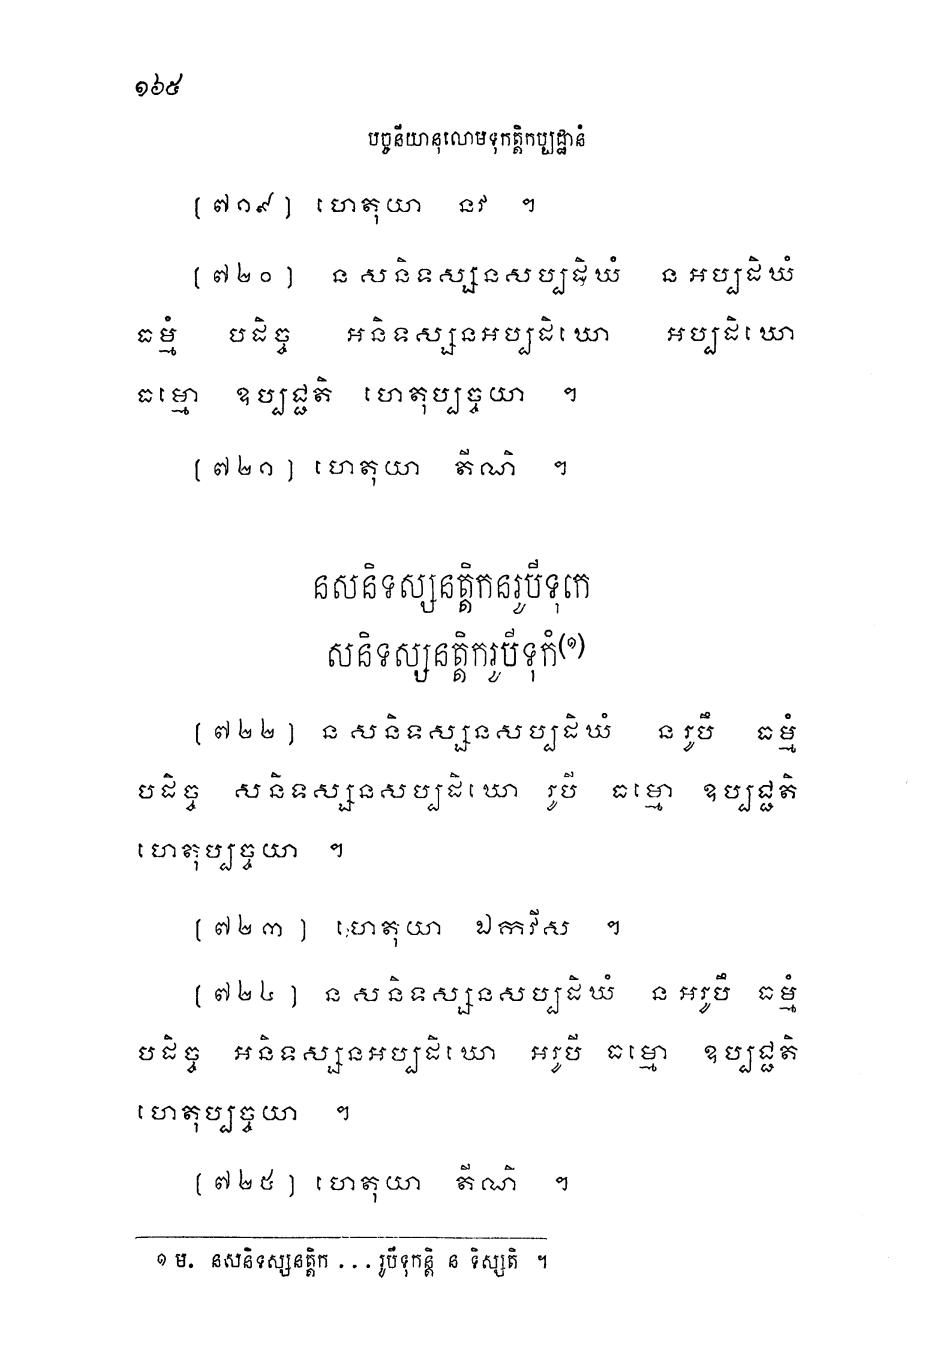 ១៦៥
បច្ចនីយានុលោមទុកត្តិកប្បដ្ឋានំ
(៧១៩) ហេតុយា នវ ។
(៧២០) ន សនិទស្សនសប្បដិឃំ ន អប្បដិឃំ
ធម្មំ បដិច្ច អនិទស្សនអប្បដិឃោ អប្បដិឃោ
ធម្មោ ឧប្បជ្ជតិ ហេតុប្បច្ចយា ។
(៧២១) ហេតុយា តីណិ ។
នសនិទស្សនត្តិកនរូបីទុកេ
សនិទស្សនត្តិករូបីទុកំ(១)
(៧២២) ន សនិទស្សនសប្បដិឃំ ន រូបឹ ធម្មំ
បដិច្ច សនិទស្សនសប្បដិឃោ រូបី ធម្មោ ឧប្បជ្ជតិ
ហេតុប្បច្ចយា ។
(៧២៣) ហេតុយា ឯកវីស ។
(៧២៤) ន សនិទស្សនសប្បដិឃំ ន អរូបឹ ធម្មំ
បដិច្ច អនិទស្សនអប្បដិឃោ អរូបី ធម្មោ ឧប្បជ្ជតិ
ហេតុប្បច្ចយា ។
(៧២៥) ហេតុយា តីណិ ។
១ ម. នសនិទស្សនត្តិក ... រូបីទុកន្តិ ន ទិស្សតិ ។